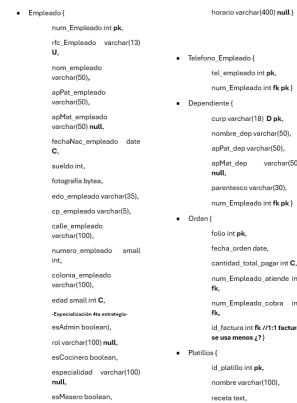 • Empleado {
num_Empleado int pk,
rfc_Empleado varchar(13)
U,
nom_empleado
varchar(50),
apPat_empleado
varchar(50),
apMat_empleado
varchar(50) null,
fechaNac_empleado date
C,
sueldo int,
fotografia bytea,
edo_empleado varchar(35),
cp_empleado varchar(5),
calle_empleado
varchar(100),
numero_empleado small
int,
colonia_empleado
varchar(100),
edad small int C,
-Especialización 4ta estrategia-
esAdmin boolean),
rol varchar(100) null,
esCocinero boolean,
especialidad varchar(100)
null,
esMesero boolean,
horario varchar(400) null }
• Telefono_Empleado {
tel_empleado int pk,
num_Empleado int fk pk }
• Dependiente {
curp varchar(18) D pk,
nombre_dep varchar(50),
apPat_dep varchar(50),
apMat_dep varchar(50
null,
parentesco varchar(30),
num_Empleado int fk pk }
• Orden {
folio int pk,
fecha_orden date,
cantidad_total_pagar int C,
num_Empleado_atiende in
fk,
num_Empleado_cobra in
fk,
id_factura int fk //1:1 factur
se usa menos ¿? }
• Platillos {
id_platillo int pk,
nombre varchar(100),
receta text,